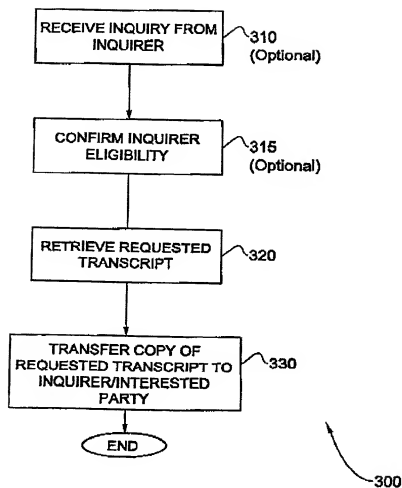 RECEIVE INQUIRY FROM
INQUIRER
310
(Optional)
CONFIRM INQUIRER
ELIGIBILITY
315
(Optional)
RETRIEVE REQUESTED
TRANSCRIPT
320
TRANSFER COPY OF
REQUESTED TRANSCRIPT TO
INQUIRER/INTERESTED
PARTY
330
END
300